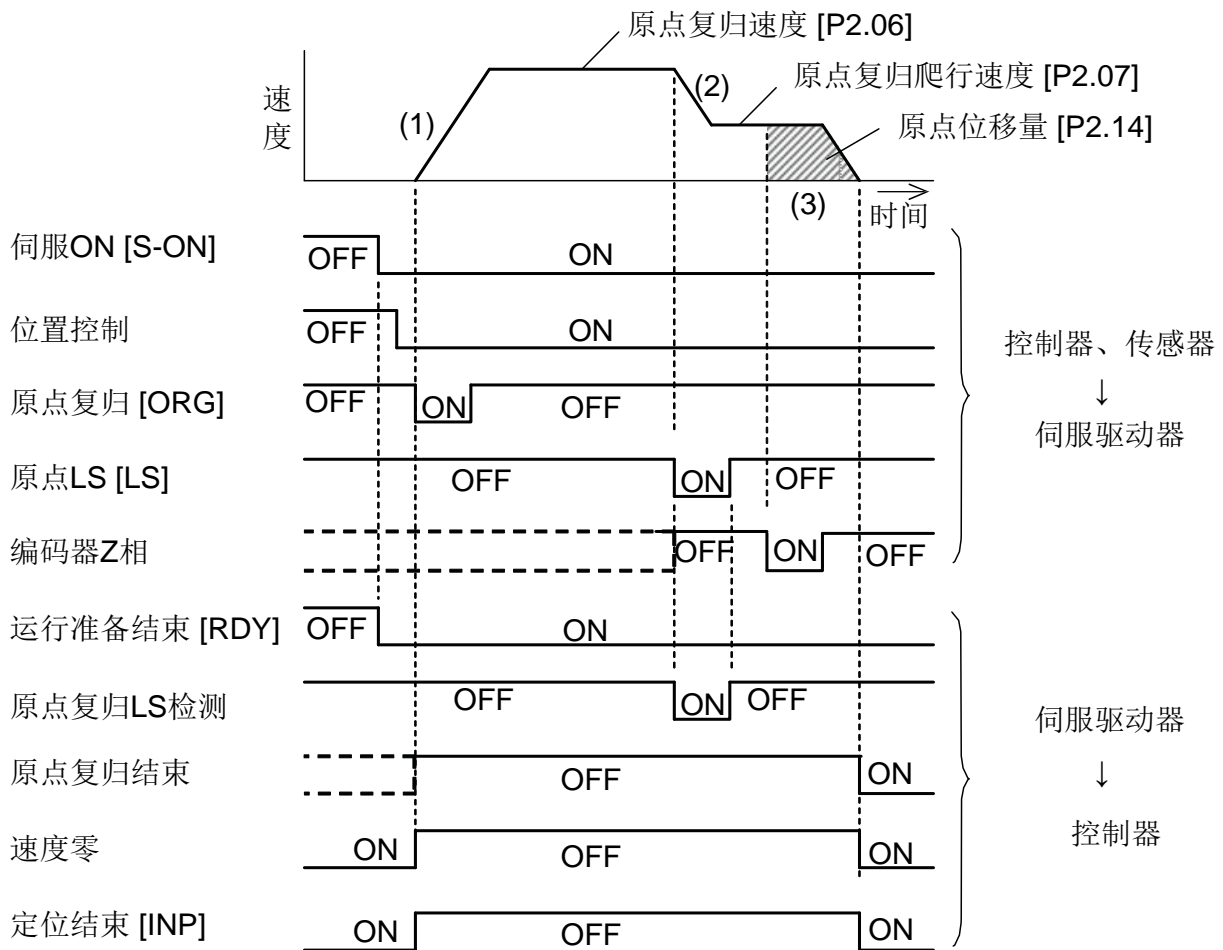 原点复归速度 [P2.06]
原点复归爬行速度 [P2.07]
原点位移量 [P2.14]
速
度
(1)
(2)
(3)
时间
伺服ON [S-ON]
OFF
ON
位置控制
OFF
ON
原点复归 [ORG]
OFF
ON
OFF
原点LS [LS]
OFF
ON
OFF
编码器Z相
OFF
ON
OFF
控制器、传感器
↓
伺服驱动器
运行准备结束 [RDY]
OFF
ON
原点复归LS检测
OFF
ON
OFF
原点复归结束
OFF
ON
速度零
ON
OFF
ON
定位结束 [INP]
ON
OFF
ON
伺服驱动器
↓
控制器